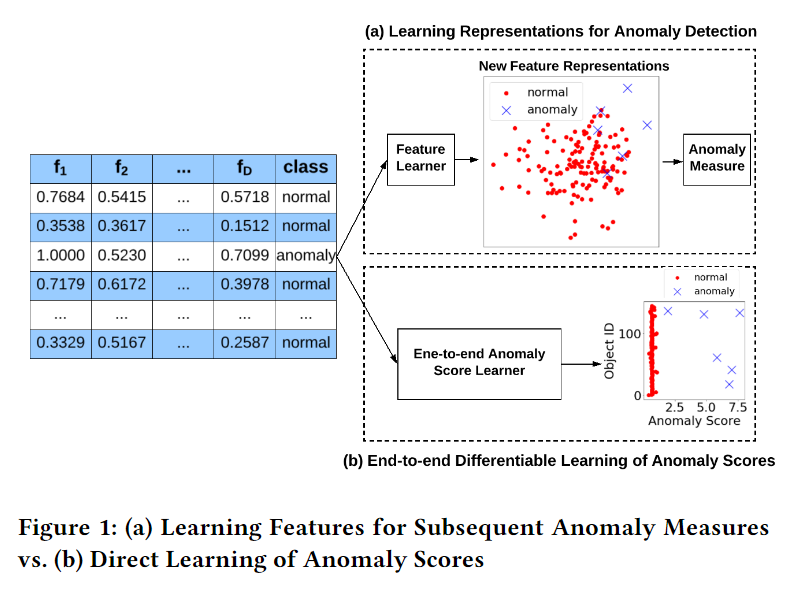 (a) Learning Representations for Anomaly Detection
New Feature Representations
normal
anomaly
Feature
Learner
Anomaly
Measure
f1 f2 ... fD class
0.7684 0.5415 ... 0.5718 normal
0.3538 0.3617 ... 0.1512 normal
1.0000 0.5230 ... 0.7099 anomaly
0.7179 0.6172 ... 0.3978 normal
... ... ... ...
0.3329 0.5167 ... 0.2587 normal
normal
anomaly
Ene-to-end Anomaly
Score Learner
Object ID
100
0
2.5 5.0 7.5
Anomaly Score
(b) End-to-end Differentiable Learning of Anomaly Scores
Figure 1: (a) Learning Features for Subsequent Anomaly Measures
vs. (b) Direct Learning of Anomaly Scores